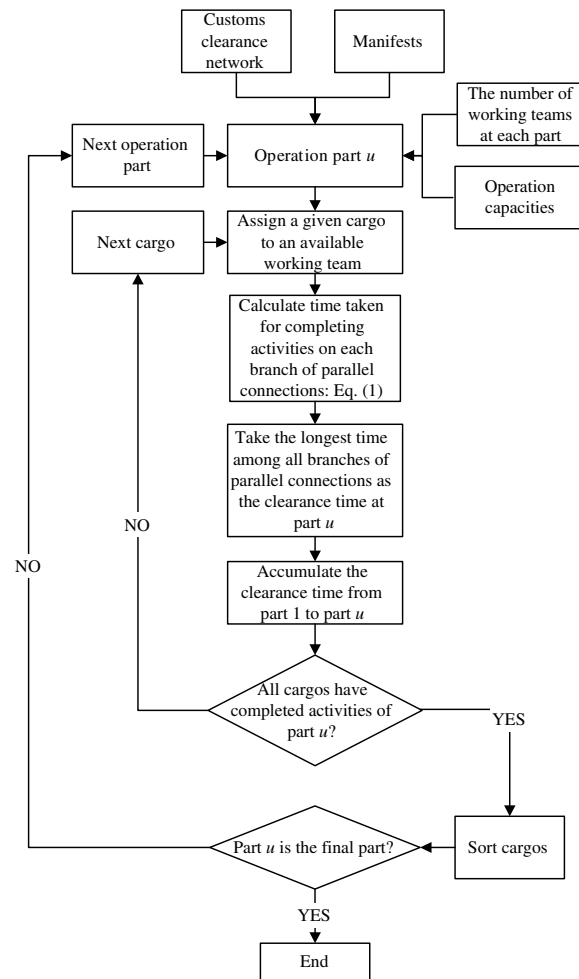 Customs
clearance
network
Manifests
The number of
working teams
at each part
Next operation
part
Operation part u
Operation
capacities
Next cargo
Assign a given cargo
to an available
working team
Calculate time taken
for completing
activities on each
branch of parallel
connections: Eq. (1)
Take the longest time
among all branches of
parallel connections as
the clearance time at
part u
NO
NO
Accumulate the
clearance time from
part 1 to part u
All cargos have
completed activities of
part u?
YES
Part u is the final part?
Sort cargos
YES
End